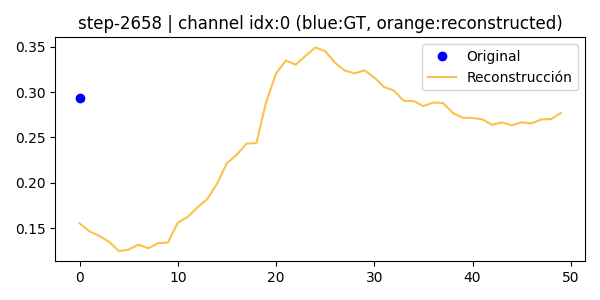 step-2658 | channel idx:0 (blue:GT, orange:reconstructed)
0.35
0.30
0.25
0.20
0.15
Original
Reconstrucción
0 10 20 30 40 50